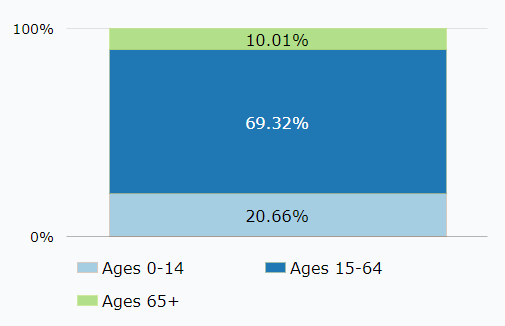 100%
10.01%
69.32%
20.66%
0%
Ages 0-14 Ages 15-64
Ages 65+